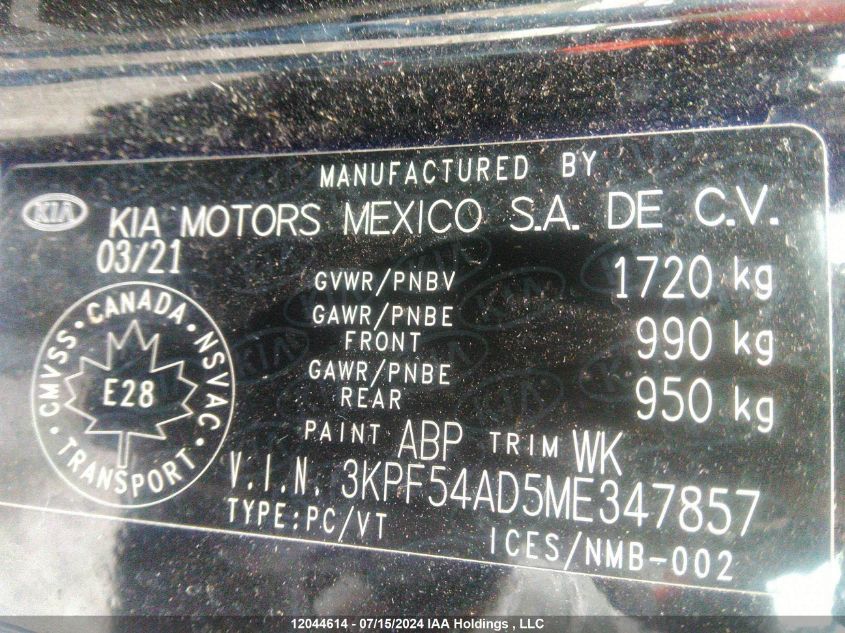 MANUFACTURED BY
KIA
KIA MOTORS MEXICO S.A. DE C.V.
03/21
GVWR/PNBV 1720 kg
GAWR/PNBE FRONT 990 kg
GAWR/PNBE REAR 950 kg
PAINT ABP TRIM WK
CMVSS • CANADA • NSVAC • TRANSPORT •
E28
V.I.N. 3KPF54AD5ME347857
TYPE:PC/VT
ICES/NMB-002
12044614 - 07/15/2024 IAA Holdings , LLC